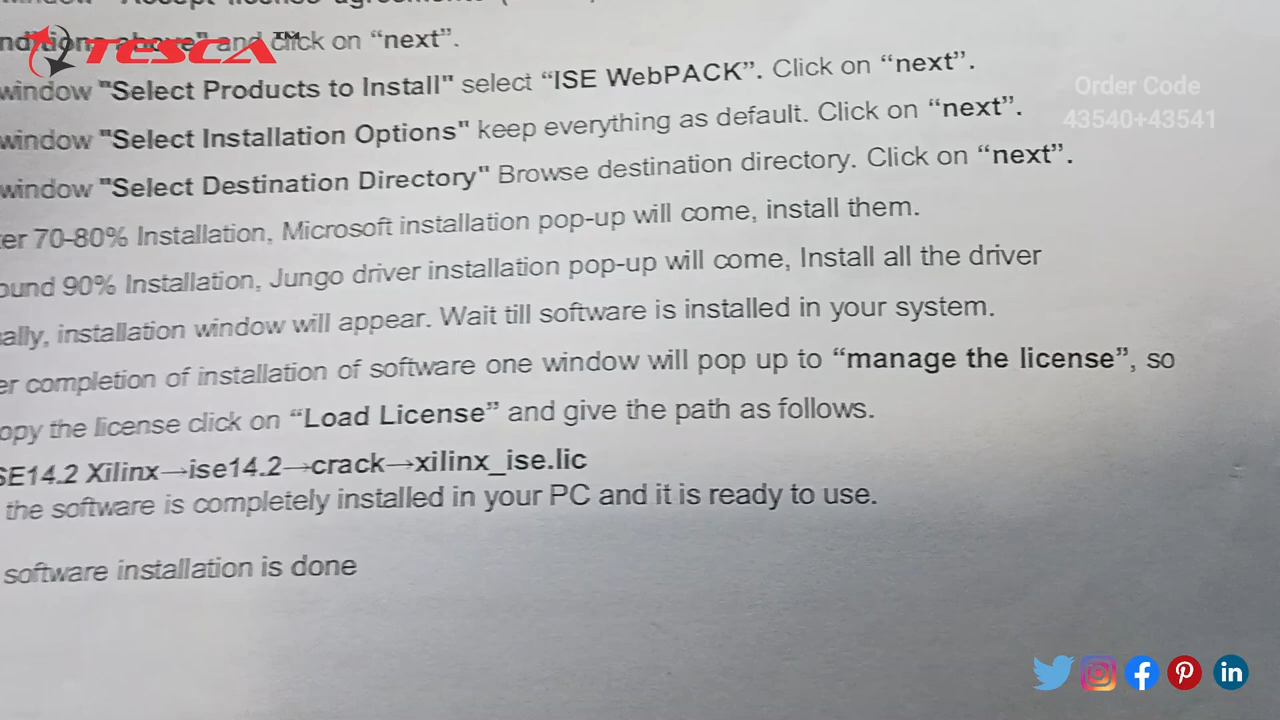 TESCA™
and click on “next”.
window "Select Products to Install" select “ISE WebPACK”. Click on “next”.
window "Select Installation Options" keep everything as default. Click on “next”.
window "Select Destination Directory" Browse destination directory. Click on “next”.
er 70-80% Installation, Microsoft installation pop-up will come, install them.
ound 90% Installation, Jungo driver installation pop-up will come, Install all the driver
ally, installation window will appear. Wait till software is installed in your system.
er completion of installation of software one window will pop up to “manage the license”, so
opy the license click on “Load License” and give the path as follows.
SE14.2 Xilinx→ise14.2→crack→xilinx_ise.lic
the software is completely installed in your PC and it is ready to use.
software installation is done
Order Code
43540+43541
in